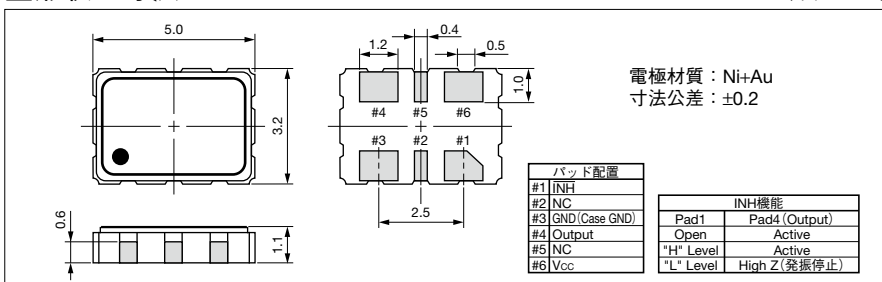 5.0
3.2
0.6
1.1
0.4
1.2
0.5
1.0
#4 #5 #6
#3 #2 #1
2.5
電極材質：Ni+Au
寸法公差：±0.2
パッド配置
#1 INH
#2 NC
#3 GND(Case GND)
#4 Output
#5 NC
#6 Vcc
INH機能
Pad1 Pad4(Output)
Open Active
"H" Level Active
"L" Level High Z(発振停止)